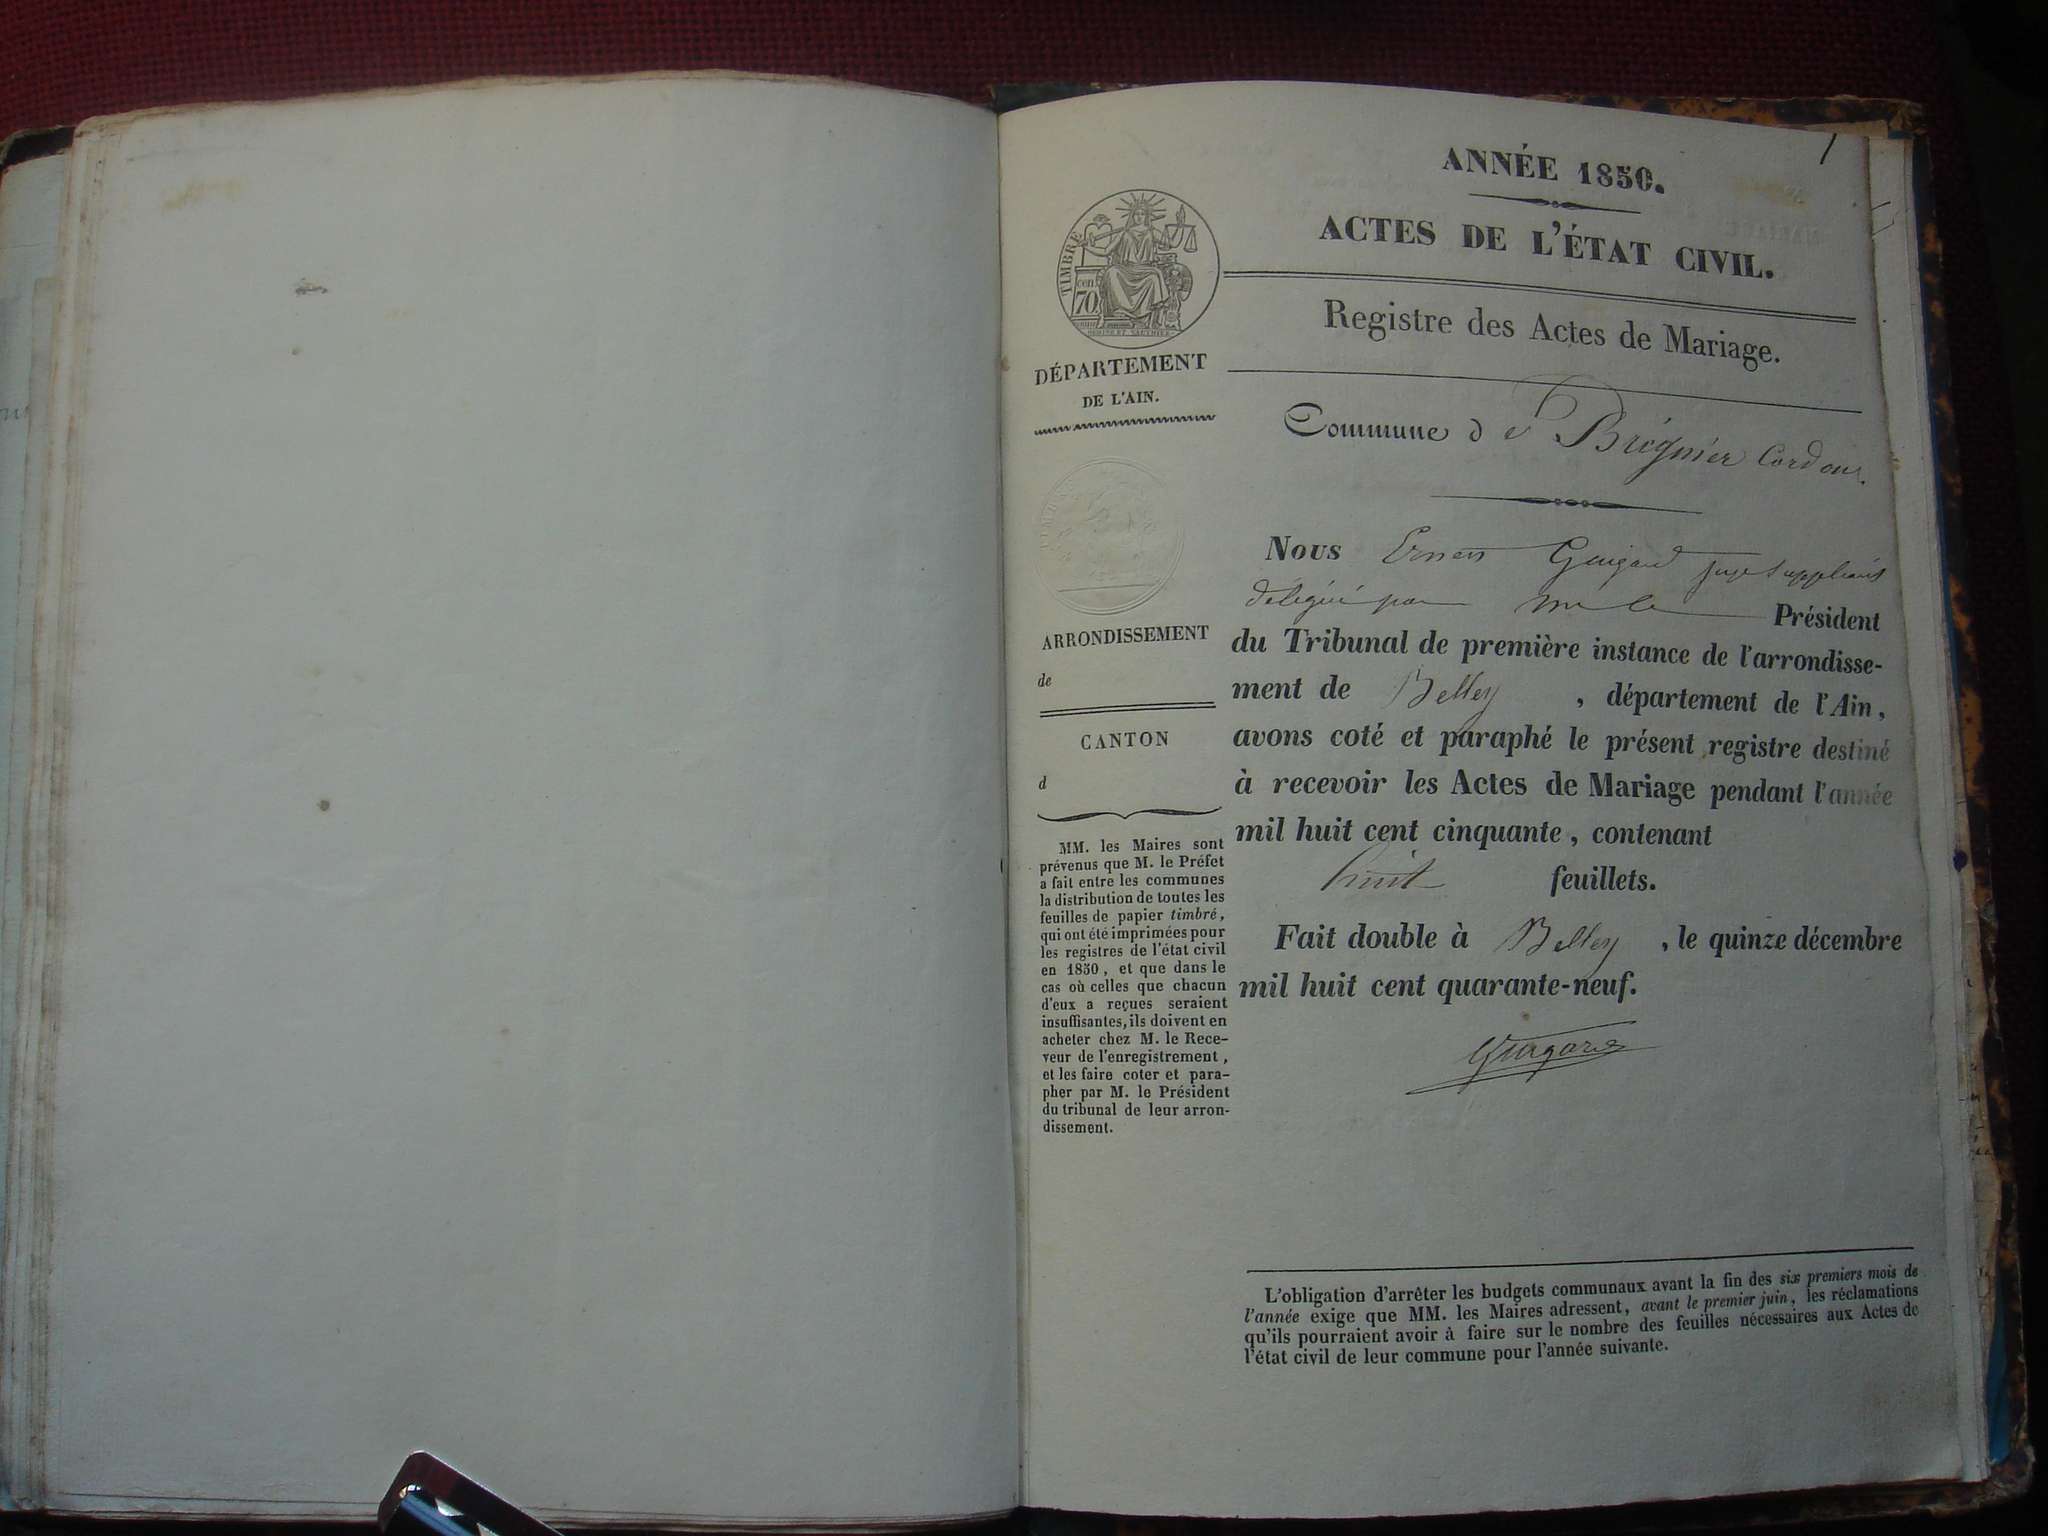 1
ANNÉE 1850.
ACTES DE L'ÉTAT CIVIL.
Registre des Actes de Mariage.
TIMBRE
cen
70
DÉPARTEMENT
DE L'AIN.
ARRONDISSEMENT
de
CANTON
d
MM. les Maires sont
prévenus que M. le Préfet
a fait entre les communes
la distribution de toutes les
feuilles de papier timbré,
qui ont été imprimées pour
les registres de l'état civil
en 1850, et que dans le
cas où celles que chacun
d'eux a reçues seraient
insuffisantes, ils doivent en
acheter chez M. le Rece-
veur de l'enregistrement,
et les faire coter et para-
pher par M. le Président
du tribunal de leur arron-
dissement.
Commune de Brégnier Cordon.
Nous Ernest Guigard juge suppléant
délégué par Mr le Président
du Tribunal de première instance de l'arrondisse-
ment de Belley, département de l'Ain,
avons coté et paraphé le présent registre destiné
à recevoir les Actes de Mariage pendant l'année
mil huit cent cinquante, contenant
huit feuillets.
Fait double à Belley, le quinze décembre
mil huit cent quarante-neuf.
Guigard
L'obligation d'arrêter les budgets communaux avant la fin des six premiers mois de
l'année exige que MM. les Maires adressent, avant le premier juin, les réclamations
qu'ils pourraient avoir à faire sur le nombre des feuilles nécessaires aux Actes de
l'état civil de leur commune pour l'année suivante.